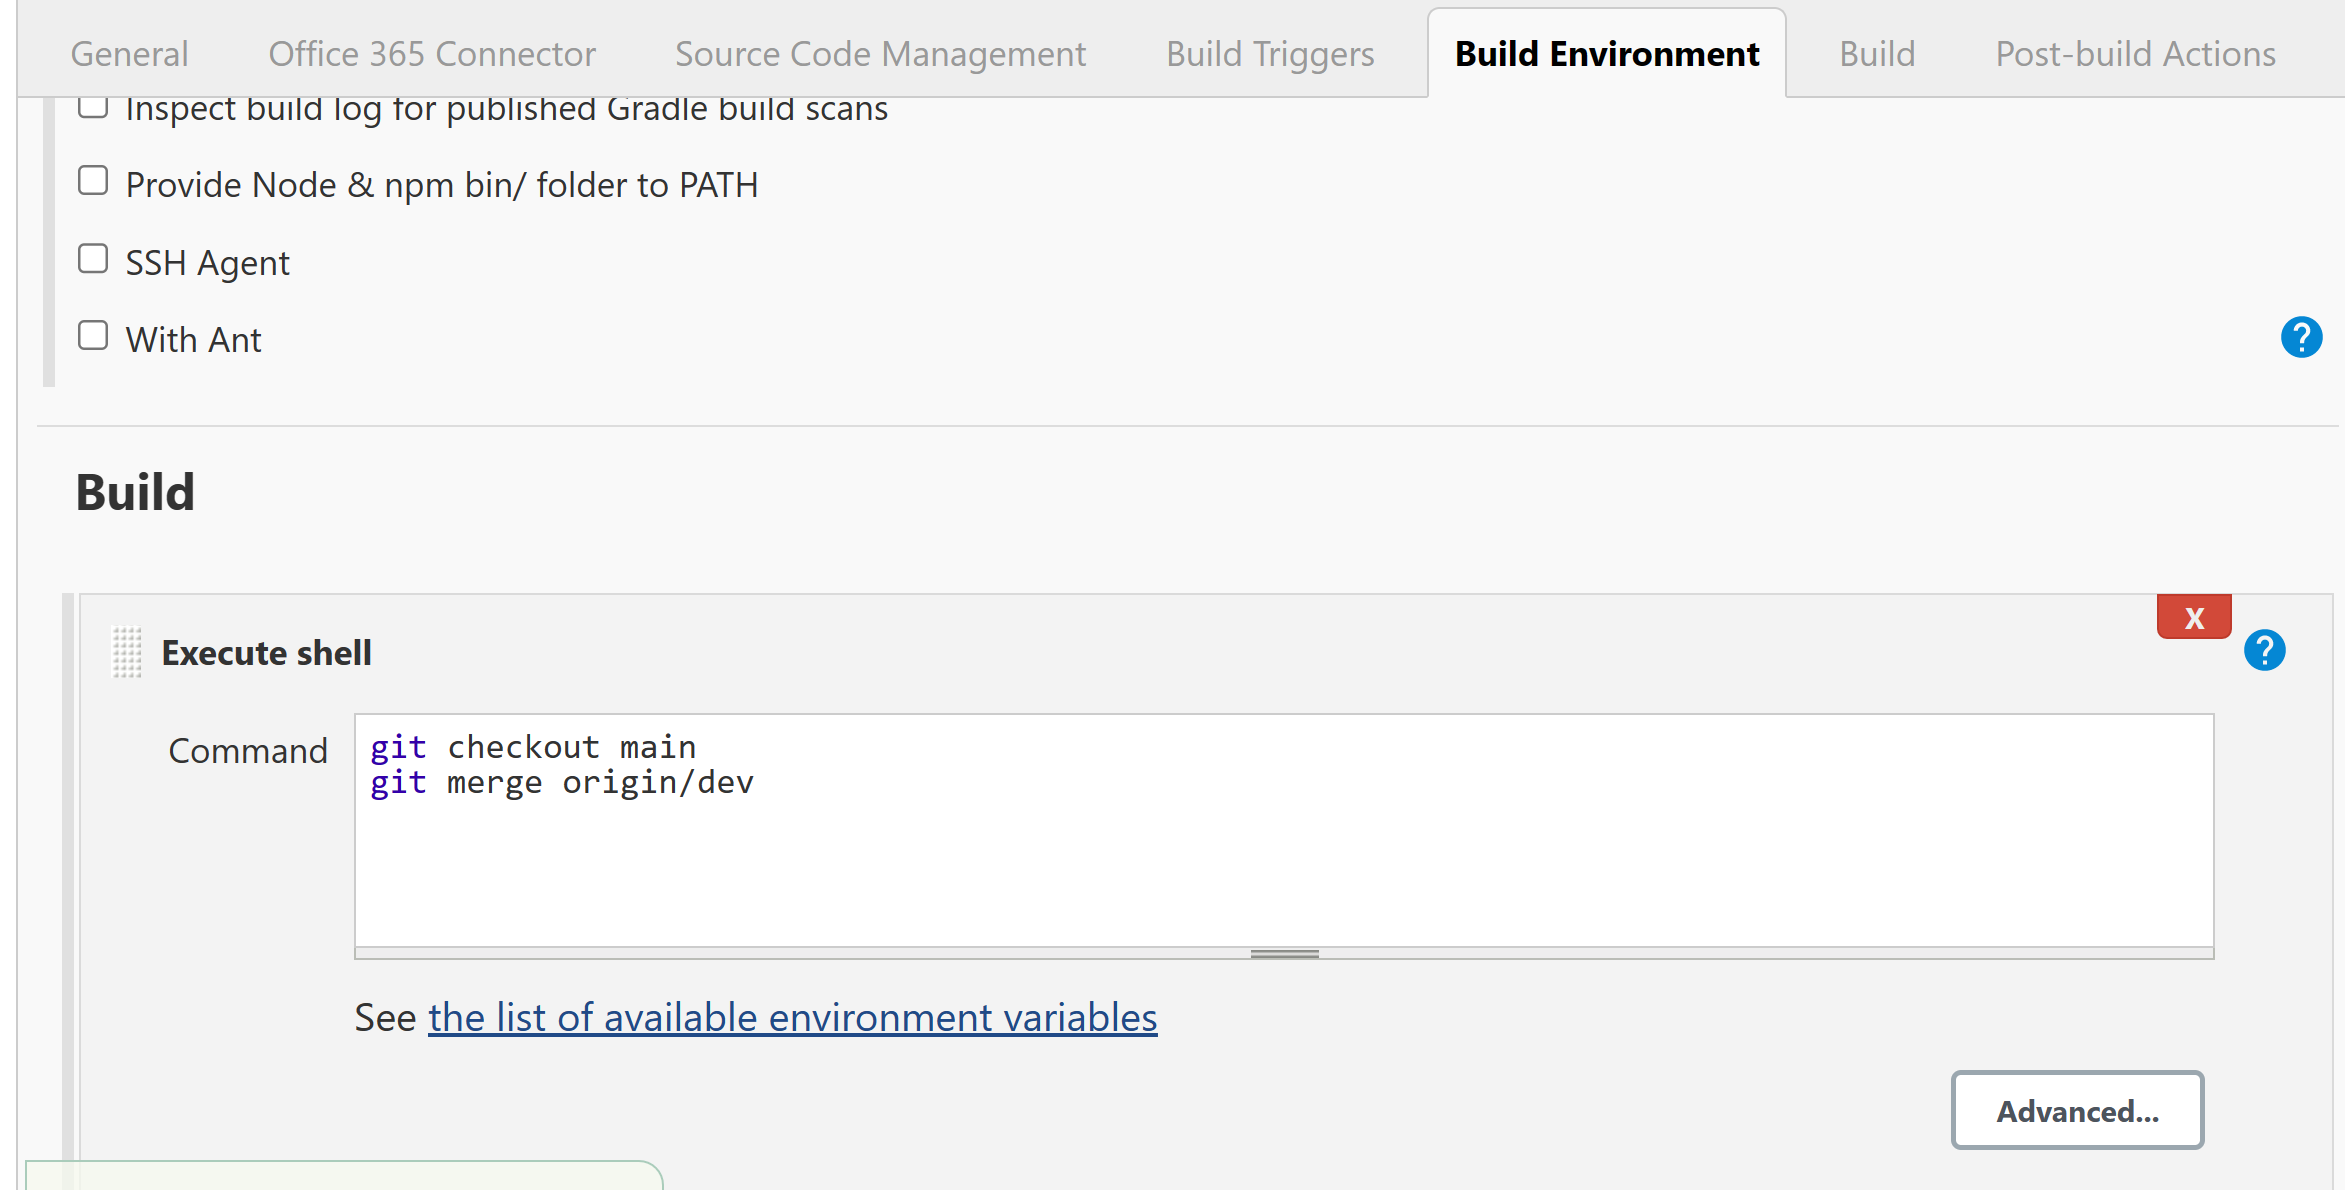 General Office 365 Connector Source Code Management Build Triggers Build Environment Build Post-build Actions
Inspect build log for published Gradle build scans
Provide Node & npm bin/ folder to PATH
SSH Agent
With Ant
?
Build
X
Execute shell
?
Command
git checkout main
git merge origin/dev
See the list of available environment variables
Advanced...